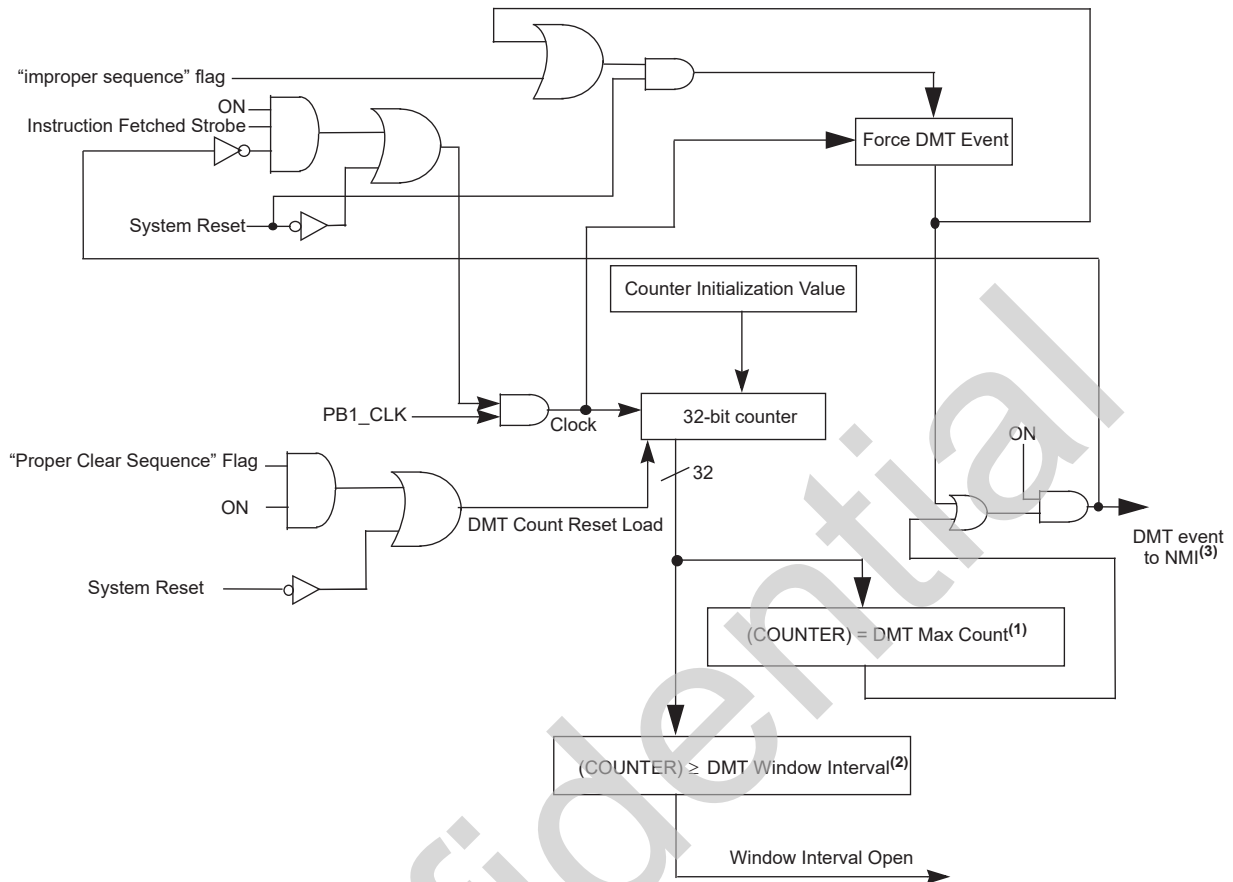 “improper sequence” flag
ON
Instruction Fetched Strobe
Force DMT Event
System Reset
Counter Initialization Value
PB1_CLK
Clock
32-bit counter
ON
“Proper Clear Sequence” Flag
32
ON
DMT Count Reset Load
DMT event
to NMI(3)
System Reset
(COUNTER) = DMT Max Count(1)
(COUNTER) ≥ DMT Window Interval(2)
Window Interval Open
fidential